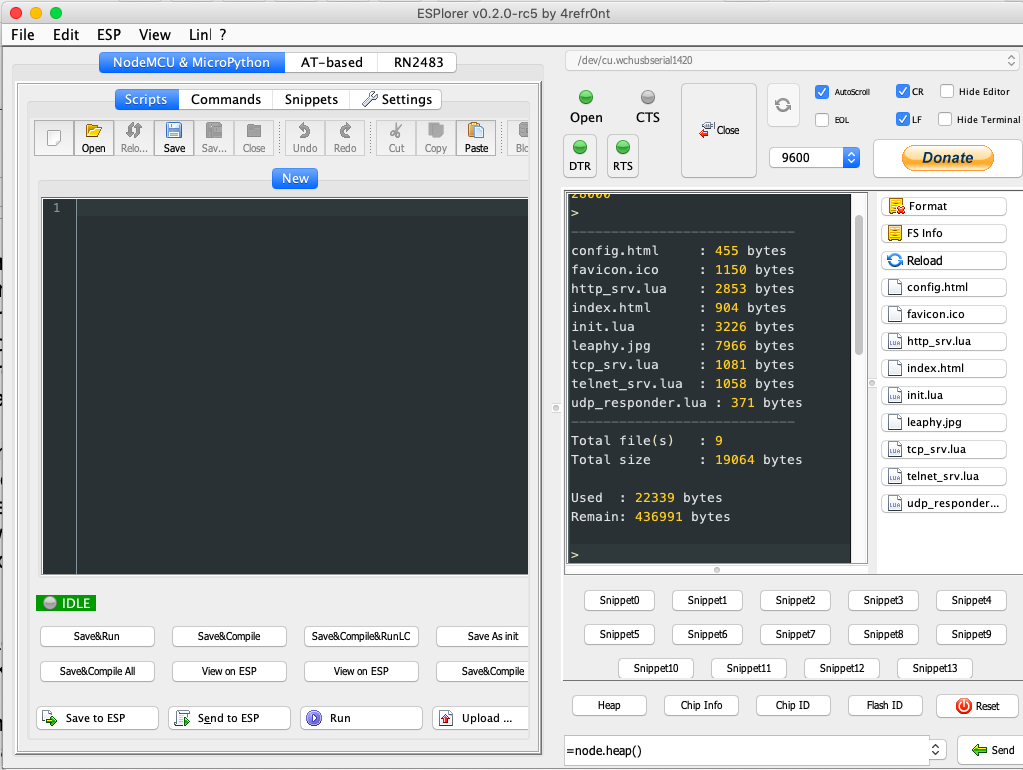 ESPlorer v0.2.0-rc5 by 4refr0nt
File Edit ESP View Linl ?
NodeMCU & MicroPython AT-based RN2483
Scripts Commands Snippets Settings
Open Relo... Save Sav... Close Undo Redo Cut Copy Paste Blo
New
1
IDLE
Save&Run Save&Compile Save&Compile&RunLC Save As init
Save&Compile All View on ESP View on ESP Save&Compile
Save to ESP Send to ESP Run Upload ...
/dev/cu.wchusbserial1420
Open CTS
DTR RTS
Close
AutoScroll CR Hide Editor
EOL LF Hide Terminal
9600
Donate
28000
>
----------------------------
config.html : 455 bytes
favicon.ico : 1150 bytes
http_srv.lua : 2853 bytes
index.html : 904 bytes
init.lua : 3226 bytes
leaphy.jpg : 7966 bytes
tcp_srv.lua : 1081 bytes
telnet_srv.lua : 1058 bytes
udp_responder.lua : 371 bytes
----------------------------
Total file(s) : 9
Total size : 19064 bytes
Used : 22339 bytes
Remain: 436991 bytes
>
Format
FS Info
Reload
config.html
favicon.ico
http_srv.lua
index.html
init.lua
leaphy.jpg
tcp_srv.lua
telnet_srv.lua
udp_responder...
Snippet0 Snippet1 Snippet2 Snippet3 Snippet4
Snippet5 Snippet6 Snippet7 Snippet8 Snippet9
Snippet10 Snippet11 Snippet12 Snippet13
Heap Chip Info Chip ID Flash ID Reset
=node.heap() Send